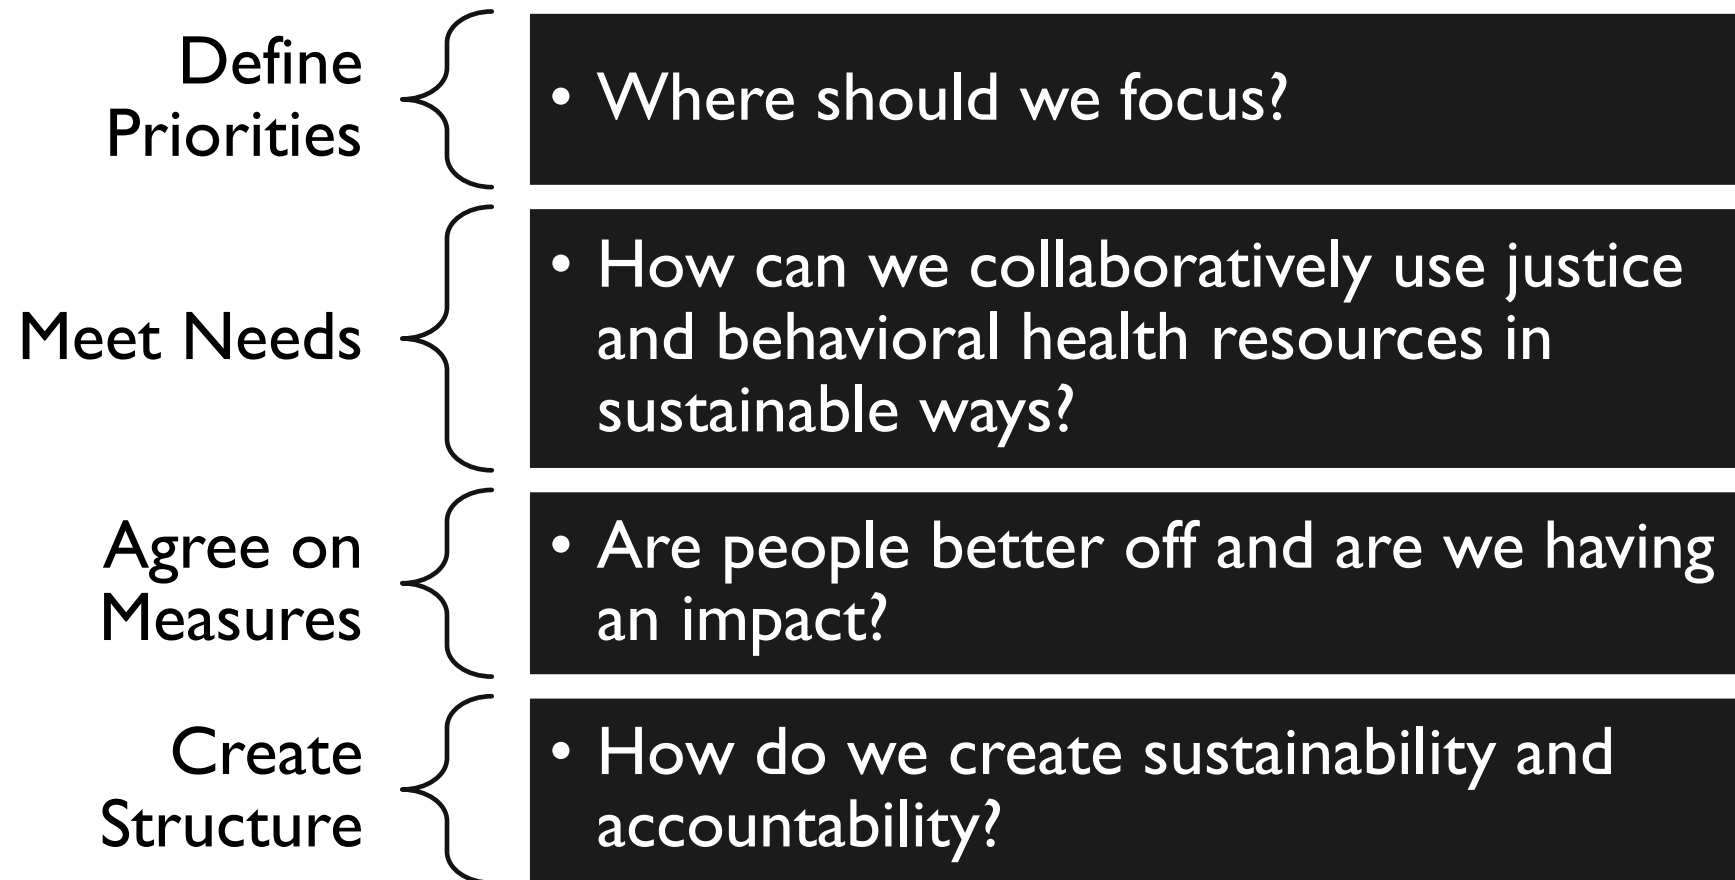 Define
Priorities
• Where should we focus?
Meet Needs
• How can we collaboratively use justice
and behavioral health resources in
sustainable ways?
Agree on
Measures
• Are people better off and are we having
an impact?
Create
Structure
• How do we create sustainability and
accountability?